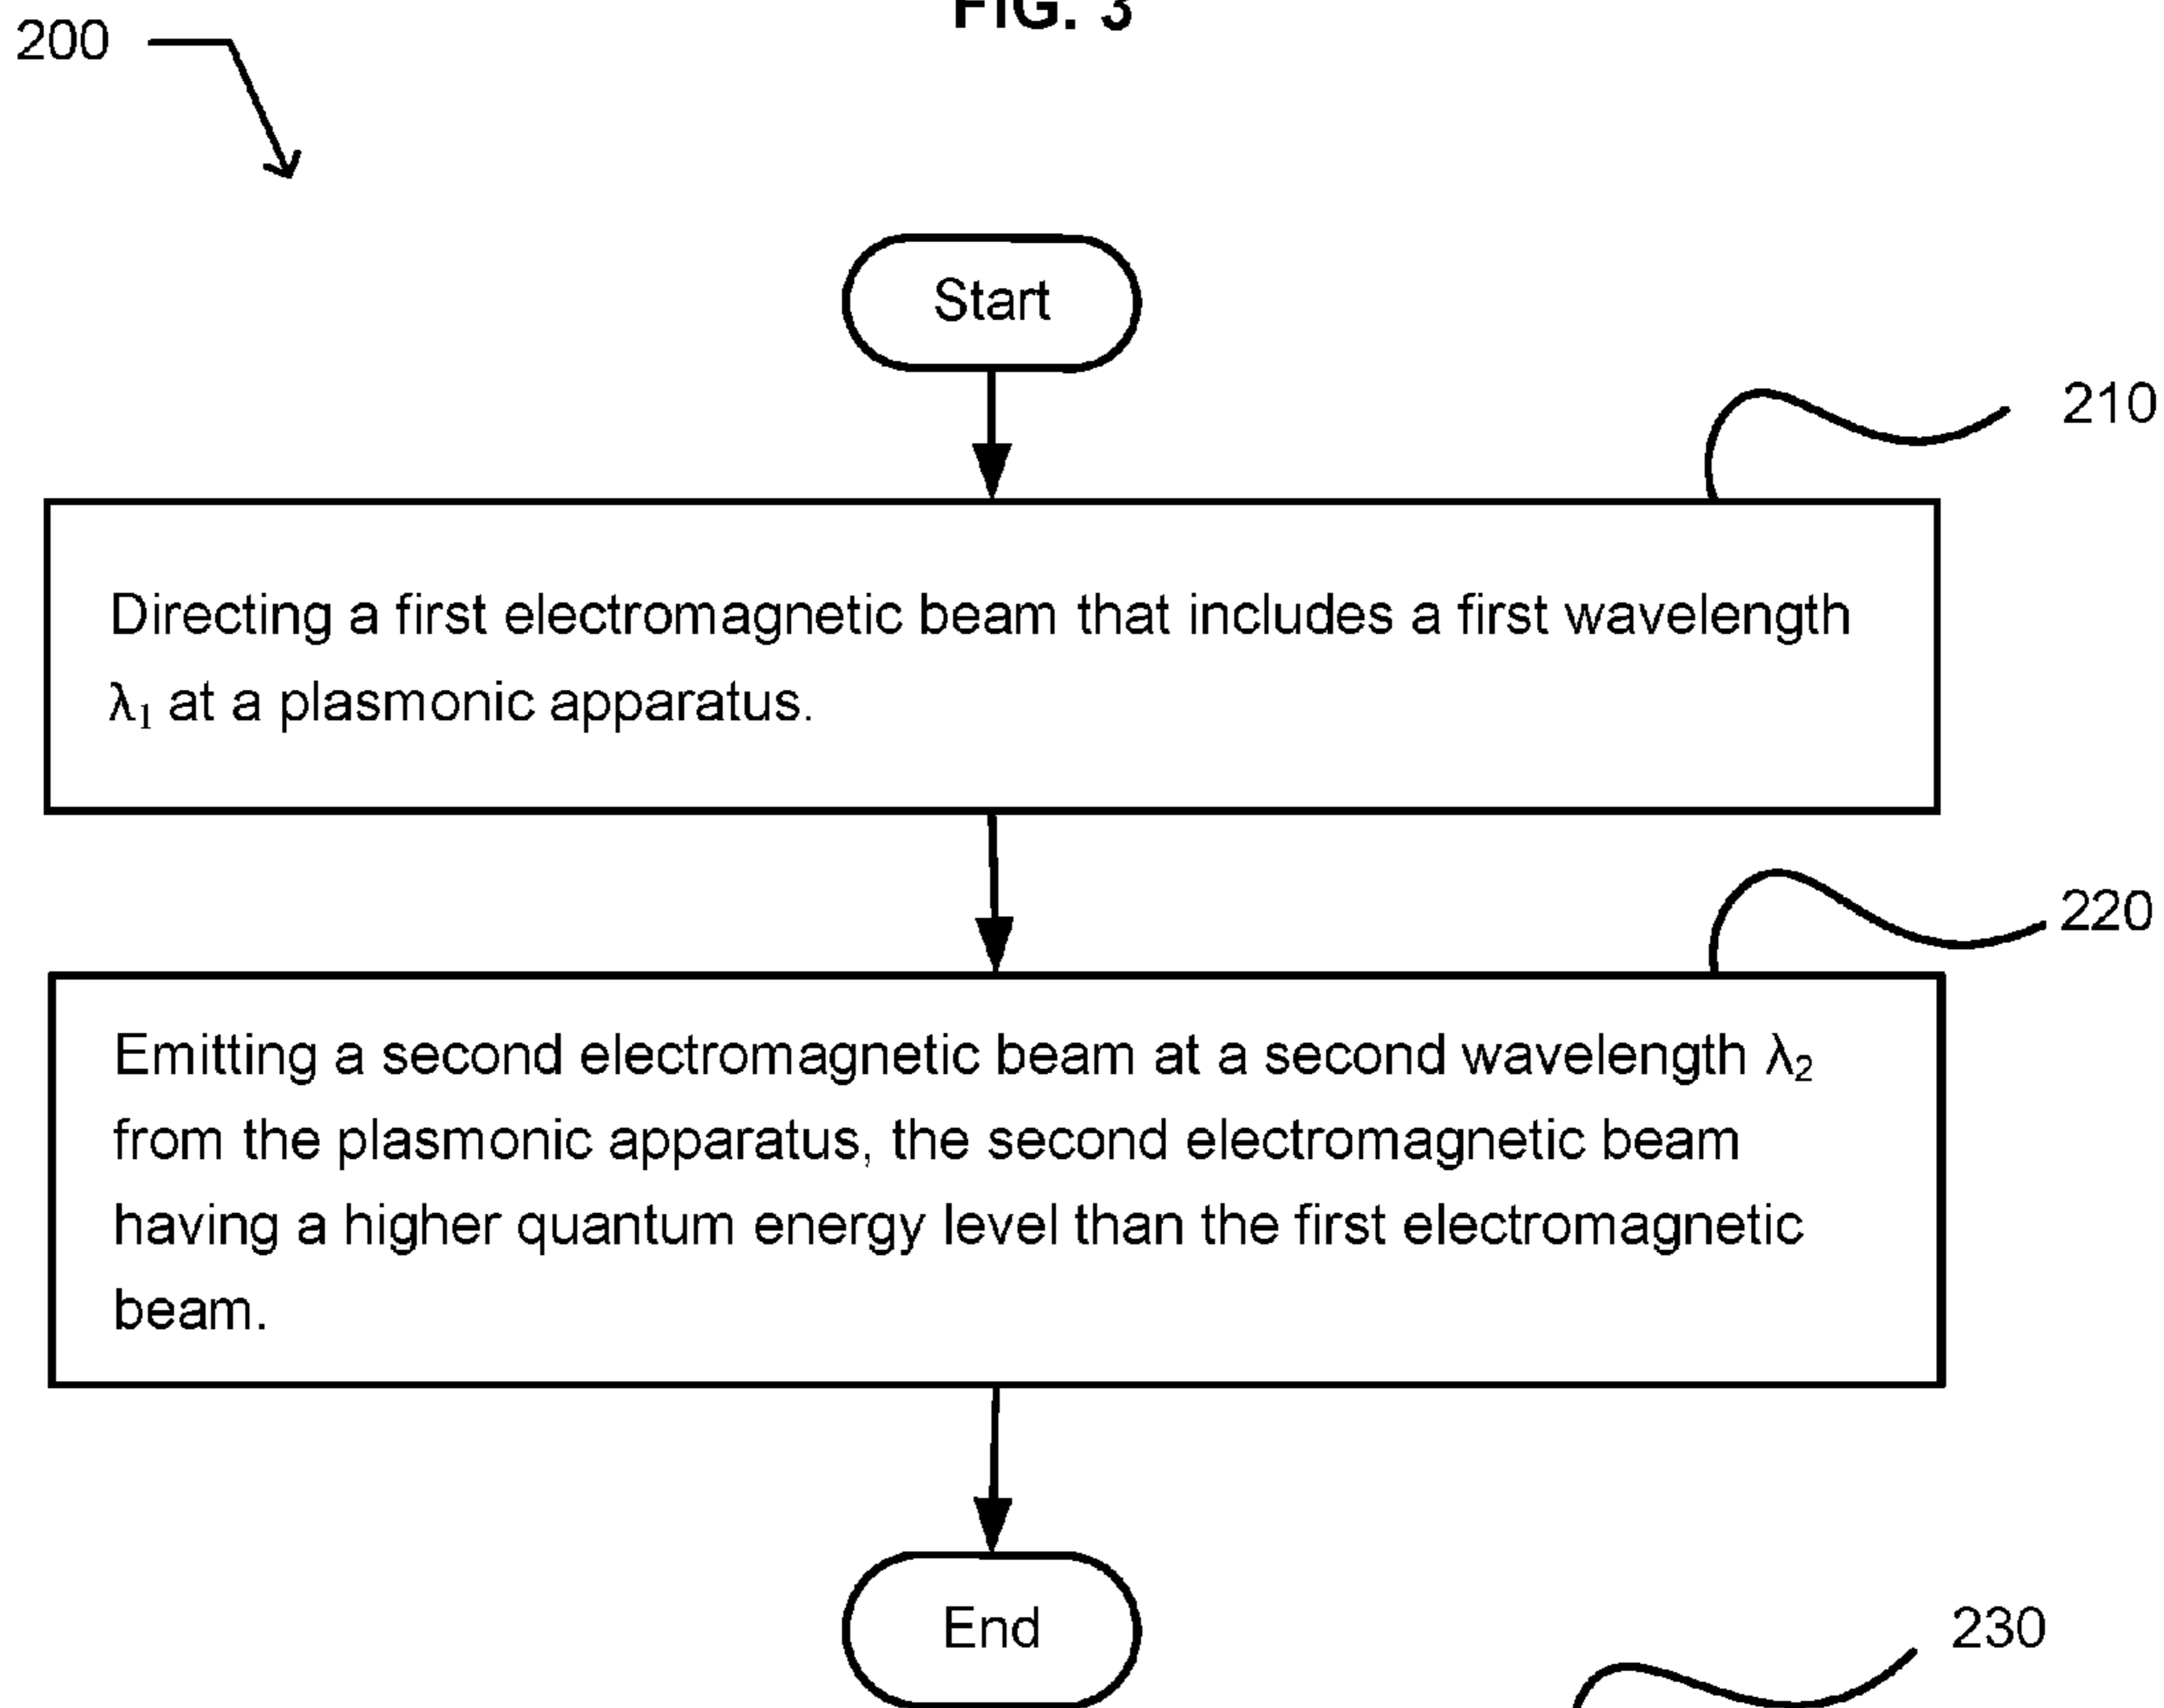 FIG. 3
200
Start
210
Directing a first electromagnetic beam that includes a first wavelength
λ₁ at a plasmonic apparatus.
220
Emitting a second electromagnetic beam at a second wavelength λ₂
from the plasmonic apparatus, the second electromagnetic beam
having a higher quantum energy level than the first electromagnetic
beam.
End
230